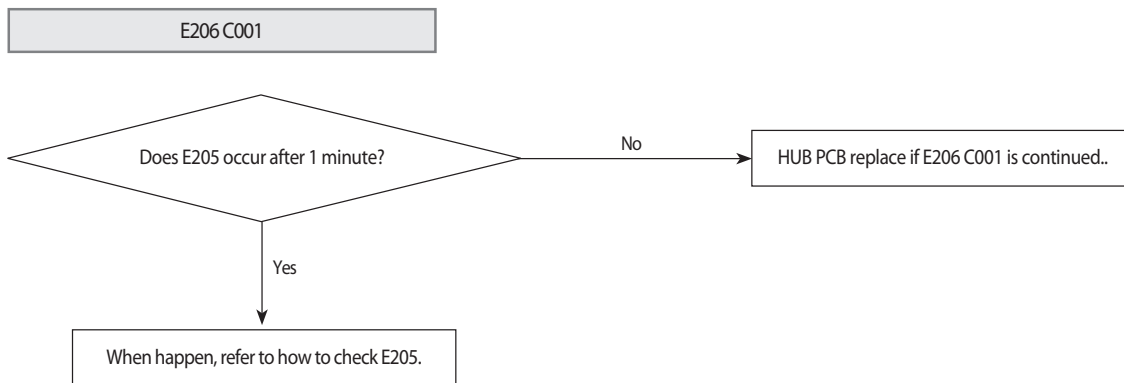 E206 C001
Does E205 occur after 1 minute?
No
HUB PCB replace if E206 C001 is continued..
Yes
When happen, refer to how to check E205.